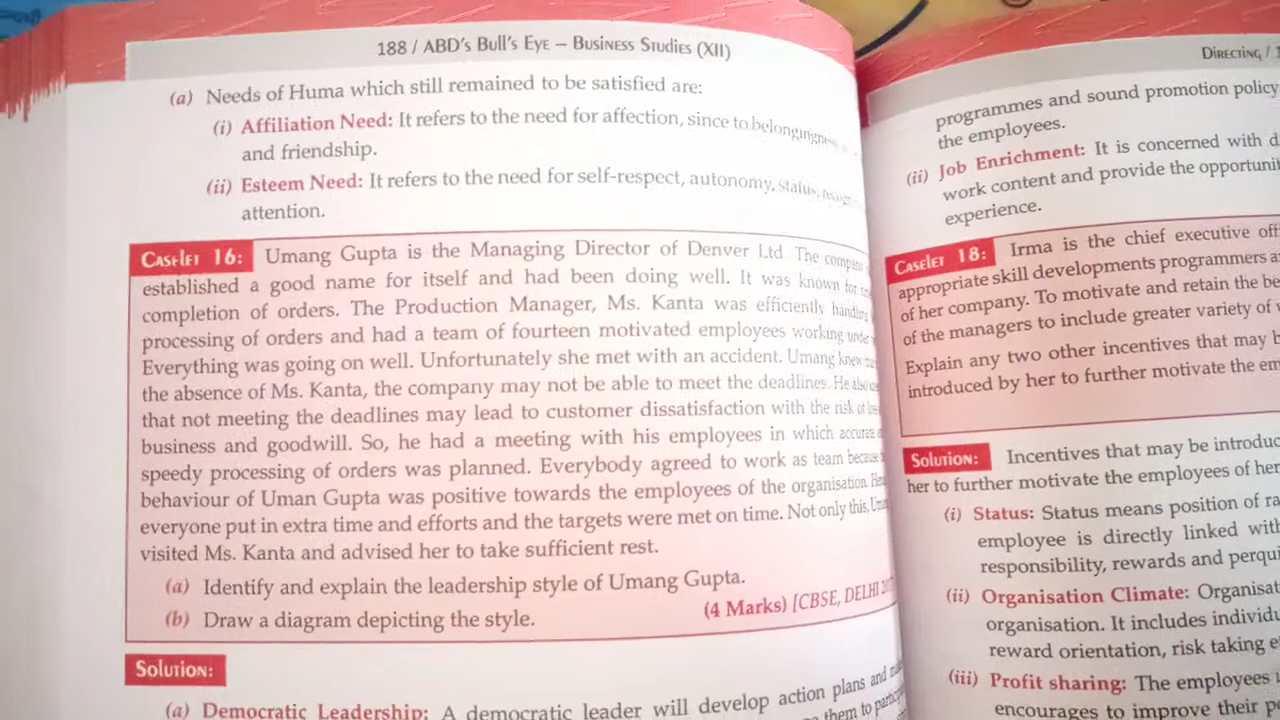 188 / ABD's Bull's Eye – Business Studies (XII)
(a) Needs of Huma which still remained to be satisfied are:
(i) Affiliation Need: It refers to the need for affection, since to belongingness
and friendship.
(ii) Esteem Need: It refers to the need for self-respect, autonomy, status,
attention.
Caselet 16: Umang Gupta is the Managing Director of Denver Ltd. The company
established a good name for itself and had been doing well. It was known for
completion of orders. The Production Manager, Ms. Kanta was efficiently handling
processing of orders and had a team of fourteen motivated employees working under
Everything was going on well. Unfortunately she met with an accident. Umang knew
the absence of Ms. Kanta, the company may not be able to meet the deadlines. He also
that not meeting the deadlines may lead to customer dissatisfaction with the risk of
business and goodwill. So, he had a meeting with his employees in which accurate
speedy processing of orders was planned. Everybody agreed to work as team because
behaviour of Uman Gupta was positive towards the employees of the organisation.
everyone put in extra time and efforts and the targets were met on time. Not only this,
visited Ms. Kanta and advised her to take sufficient rest.
(a) Identify and explain the leadership style of Umang Gupta.
(b) Draw a diagram depicting the style.
(4 Marks) [CBSE, DELHI
Solution:
(a) Democratic Leadership: A democratic leader will develop action plans and
them to
Directing /
programmes and sound promotion policy
the employees.
(ii) Job Enrichment: It is concerned with
work content and provide the
experience.
Caselet 18: Irma is the chief executive
appropriate skill developments programmers
of her company. To motivate and retain the
of the managers to include greater variety of
Explain any two other incentives that may
introduced by her to further motivate the
Solution: Incentives that may be
her to further motivate the employees of her
(i) Status: Status means position of
employee is directly linked
responsibility, rewards and
(ii) Organisation Climate:
organisation. It includes
reward orientation, risk taking
(iii) Profit sharing: The employees
encourages to improve their